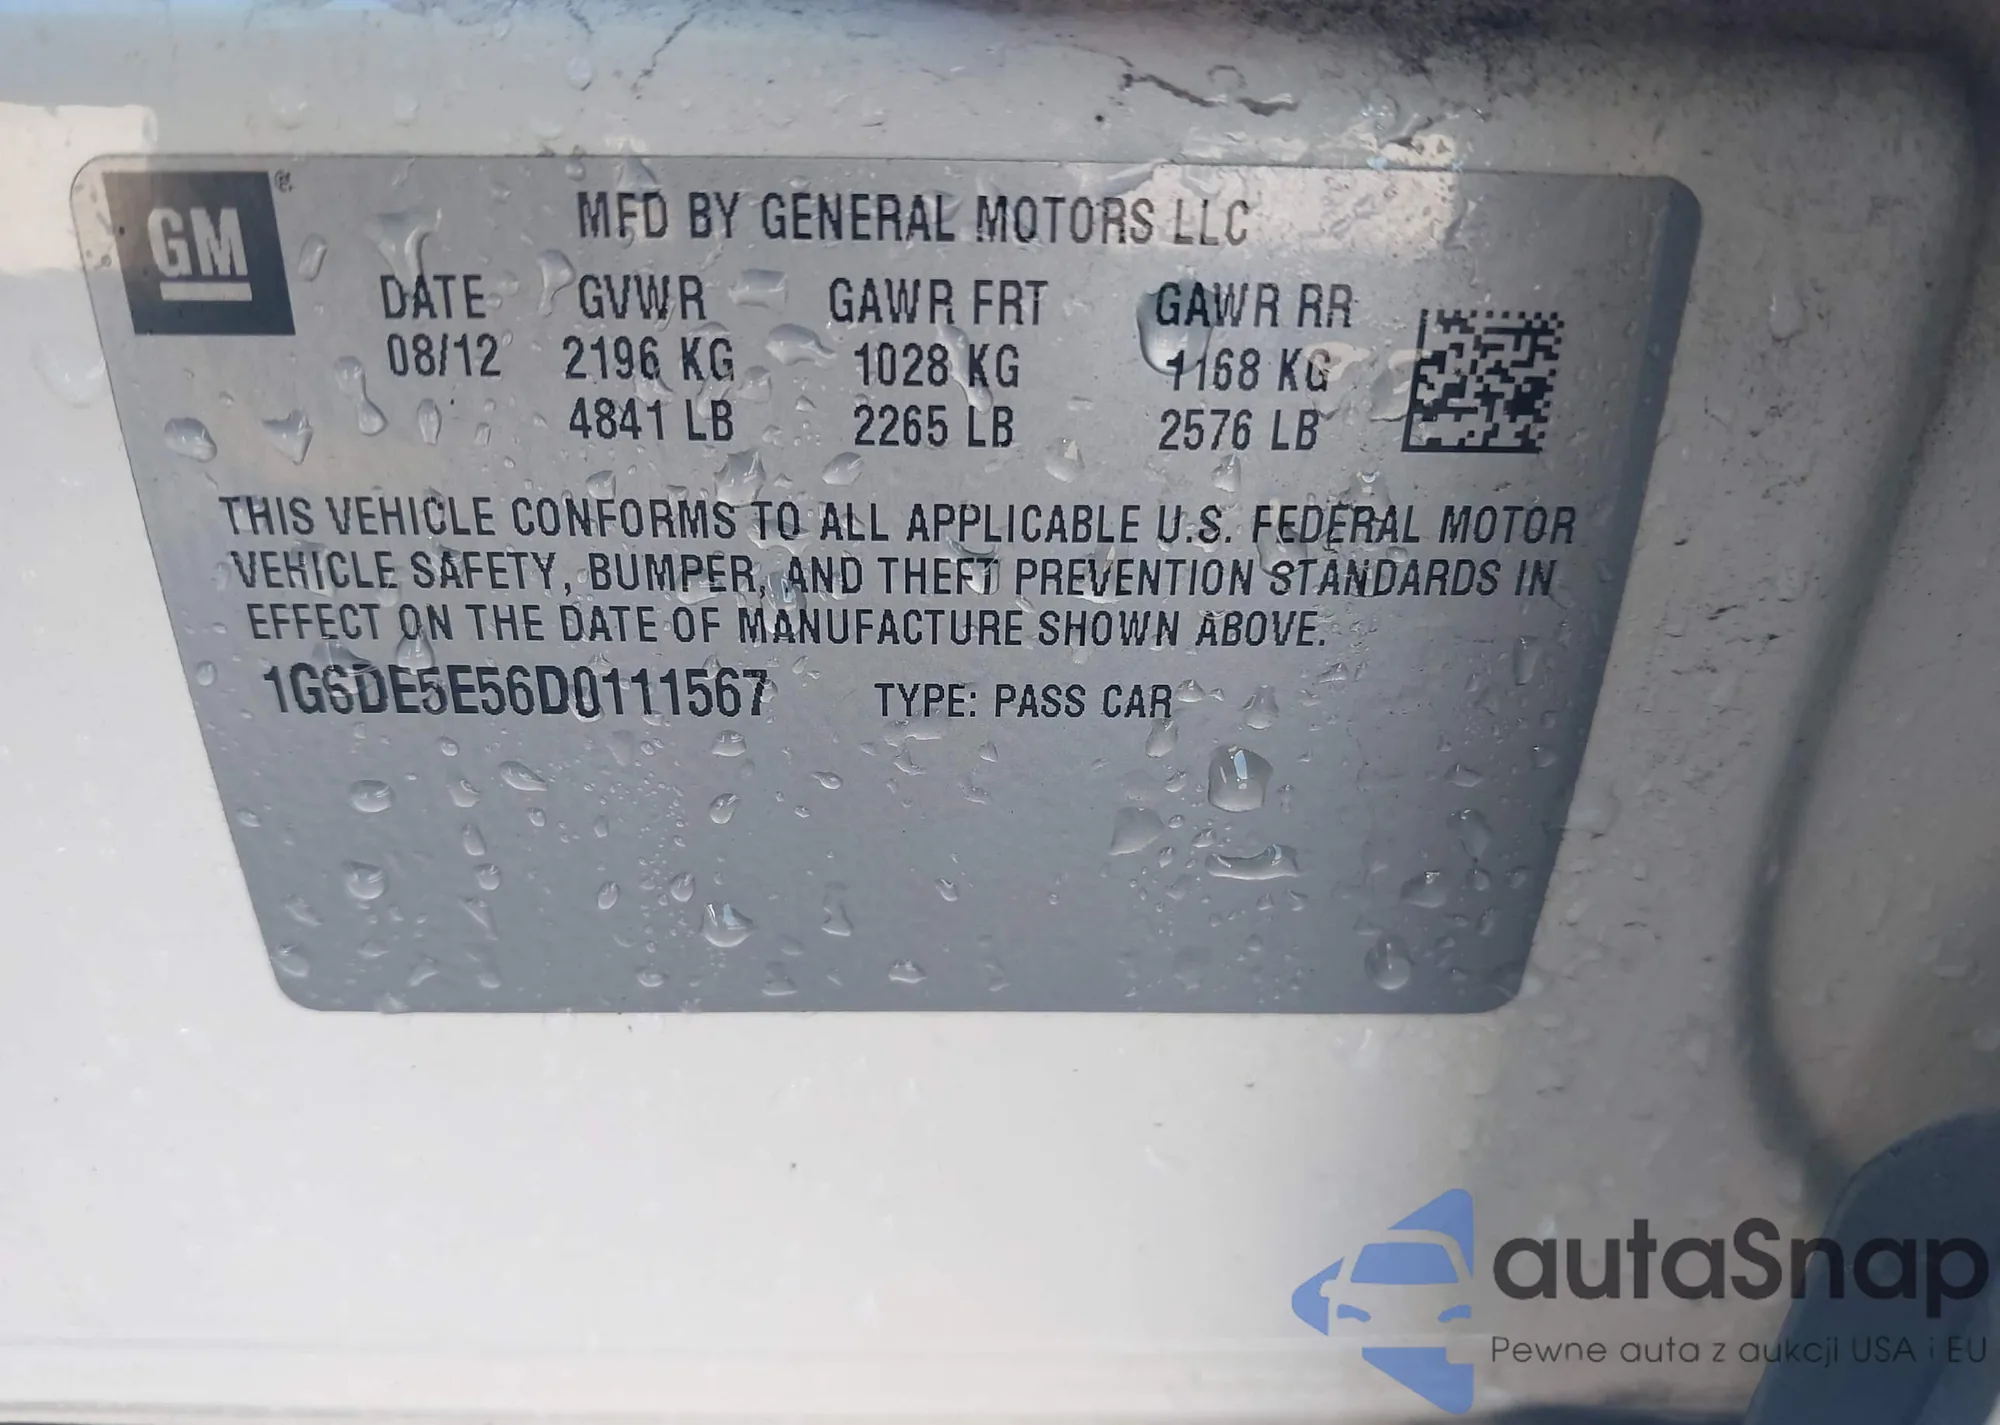 GM
MFD BY GENERAL MOTORS LLC
DATE GVWR GAWR FRT GAWR RR
08/12 2196 KG 1028 KG 1168 KG
4841 LB 2265 LB 2576 LB
THIS VEHICLE CONFORMS TO ALL APPLICABLE U.S. FEDERAL MOTOR
VEHICLE SAFETY, BUMPER, AND THEFT PREVENTION STANDARDS IN
EFFECT ON THE DATE OF MANUFACTURE SHOWN ABOVE.
1G6DE5E56D0111567 TYPE: PASS CAR
autaSnap
Pewne auta z aukcji USA i EU